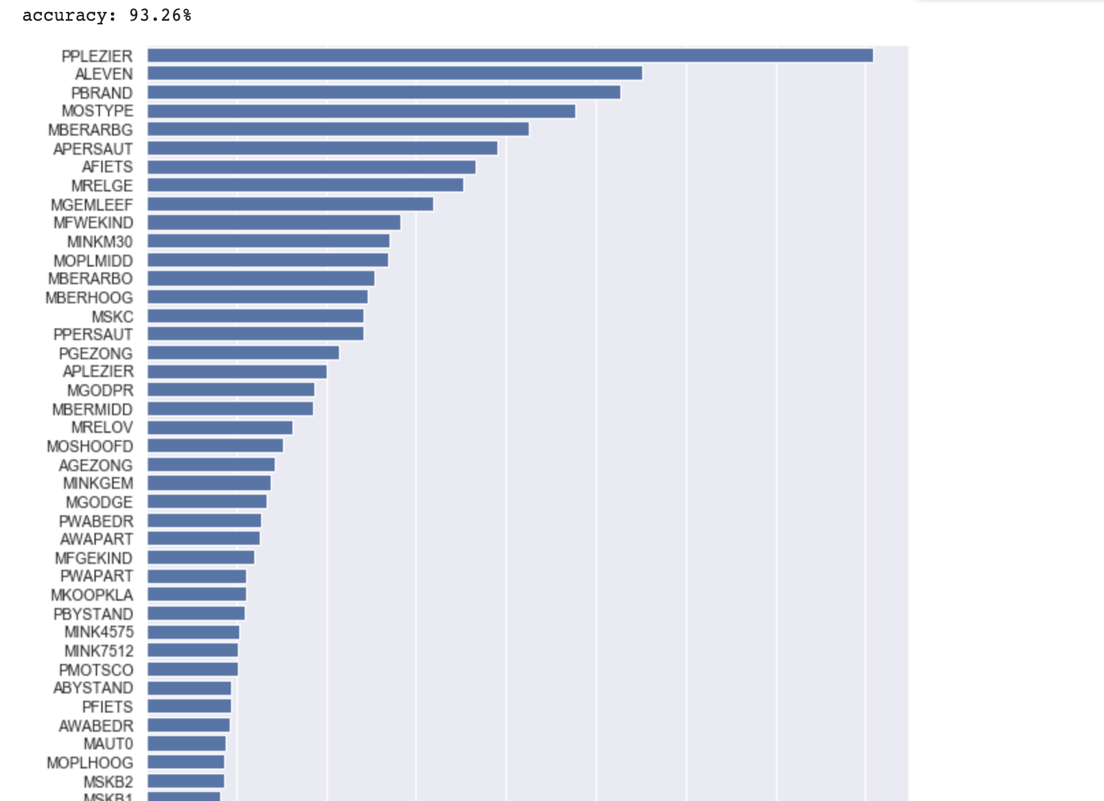 accuracy: 93.26%
PPLEZIER
ALEVEN
PBRAND
MOSTYPE
MBERARBG
APERSAUT
AFIETS
MRELGE
MGEMLEEF
MFWEKIND
MINKM30
MOPLMIDD
MBERARBO
MBERHOOG
MSKC
PPERSAUT
PGEZONG
APLEZIER
MGODPR
MBERMIDD
MRELOV
MOSHOOFD
AGEZONG
MINKGEM
MGODGE
PWABEDR
AWAPART
MFGEKIND
PWAPART
MKOOPKLA
PBYSTAND
MINK4575
MINK7512
PMOTSCO
ABYSTAND
PFIETS
AWABEDR
MAUT0
MOPLHOOG
MSKB2
MSKB1